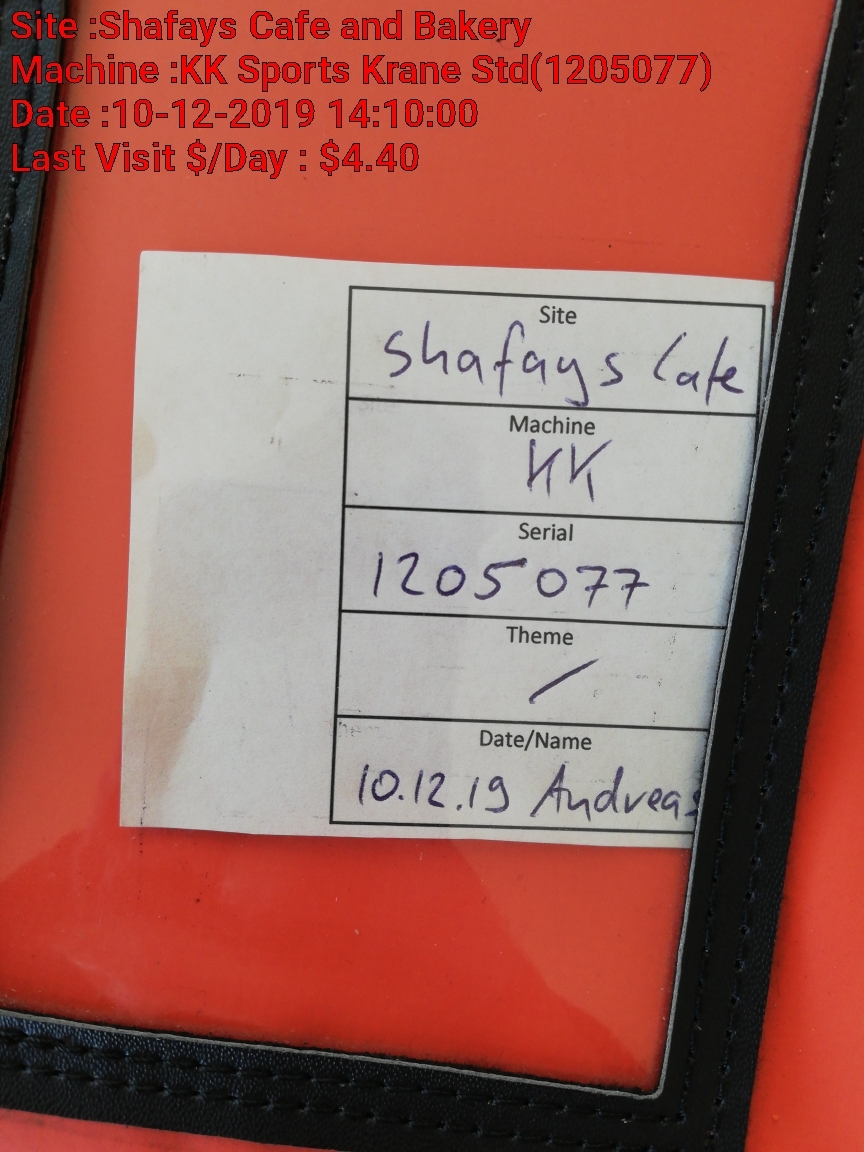 Site :Shafays Cafe and Bakery
Machine :KK Sports Krane Std(1205077)
Date :10-12-2019 14:10:00
Last Visit $/Day : $4.40
Site
Shafays Cafe
Machine
KK
Serial
1205077
Theme
/
Date/Name
10.12.19 Andreas